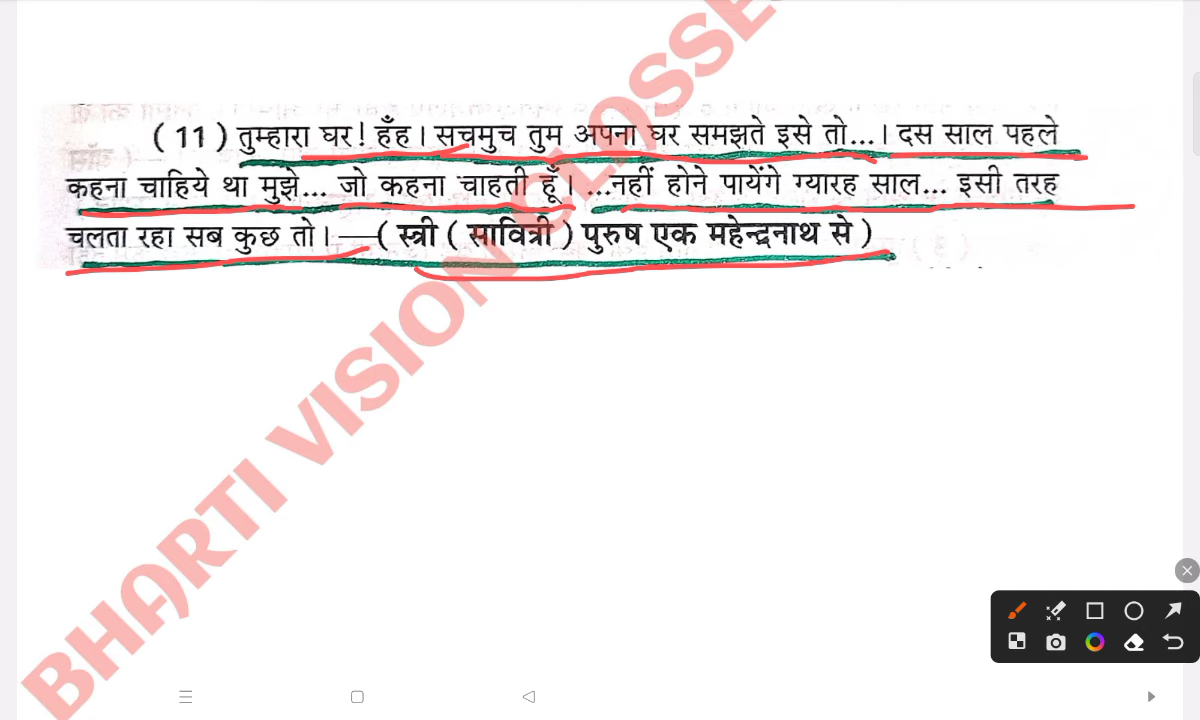 ( 11 ) तुम्हारा घर! हँह। सचमुच तुम अपना घर समझते इसे तो...। दस साल पहले
कहना चाहिये था मुझे... जो कहना चाहती हूँ। ...नहीं होने पायेंगे ग्यारह साल... इसी तरह
चलता रहा सब कुछ तो। —( स्त्री ( सावित्री ) पुरुष एक महेन्द्रनाथ से )
BHARTI VISION CLOSSES